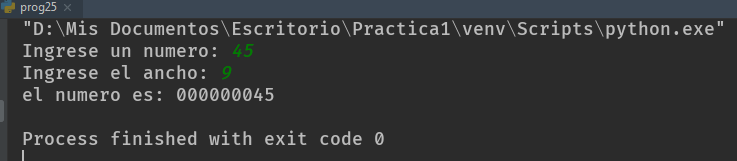 prog25 ×
"D:\Mis Documentos\Escritorio\Practica1\venv\Scripts\python.exe"
Ingrese un numero: 45
Ingrese el ancho: 9
el numero es: 000000045
Process finished with exit code 0